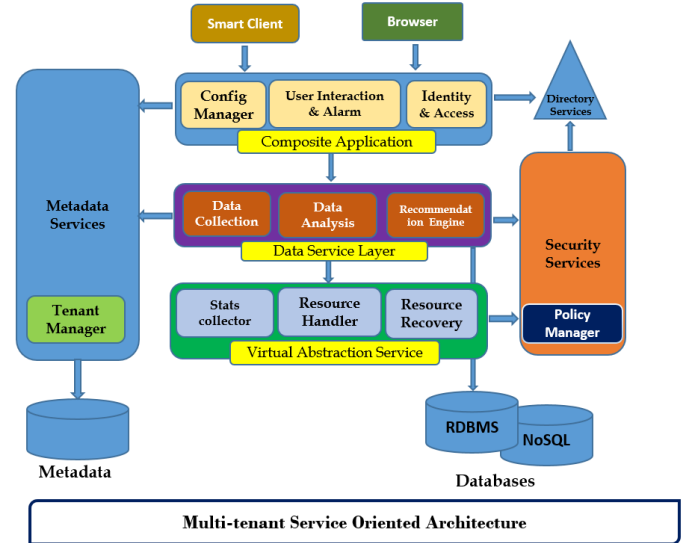 Smart Client
Browser
Config
Manager
User Interaction
& Alarm
Identity
& Access
Composite Application
Directory
Services
Metadata
Services
Tenant
Manager
Data
Collection
Data
Analysis
Recommendat
ion Engine
Data Service Layer
Security
Services
Policy
Manager
Stats
collector
Resource
Handler
Resource
Recovery
Virtual Abstraction Service
Metadata
RDBMS
NoSQL
Databases
Multi-tenant Service Oriented Architecture